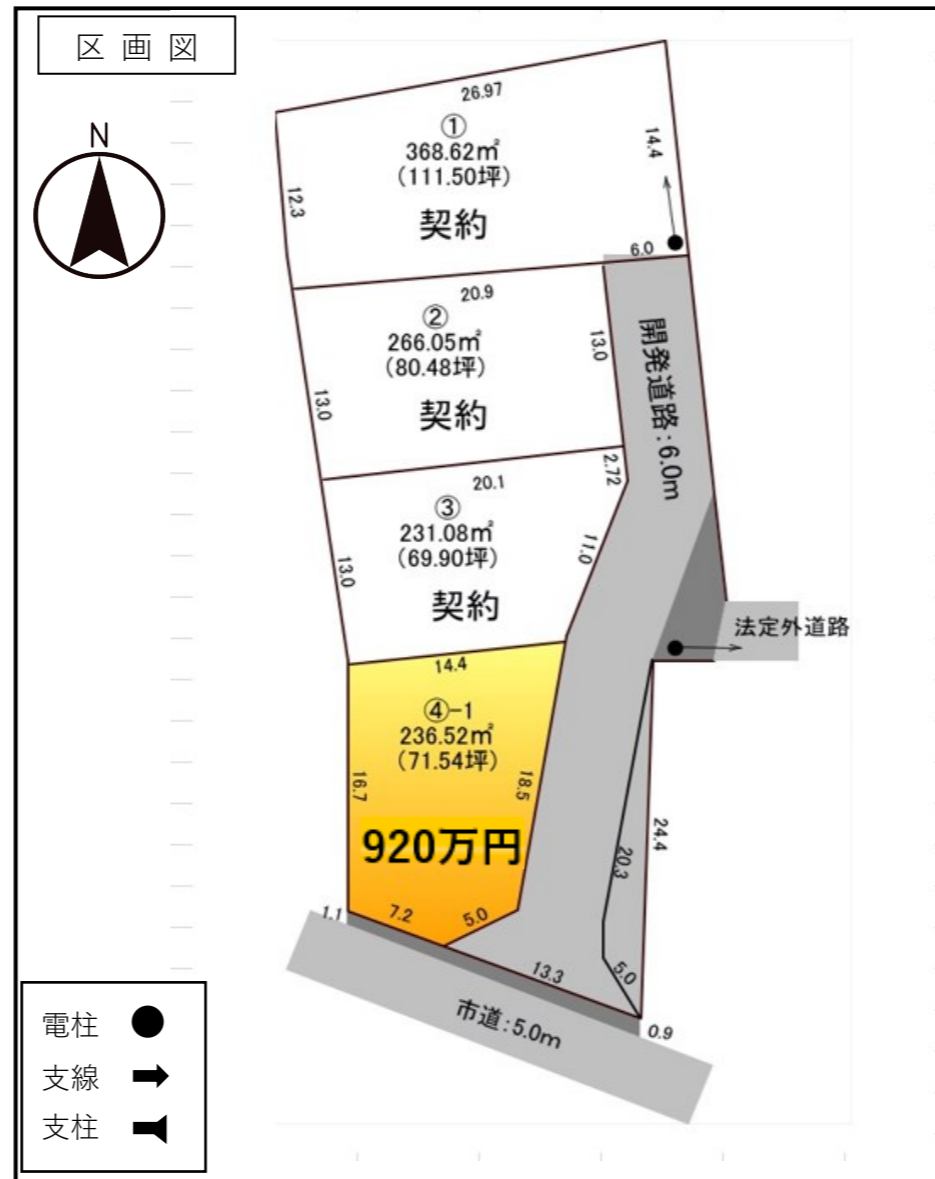 区画図
N
26.97
①
368.62㎡
(111.50坪)
契約
14.4
12.3
6.0
20.9
②
266.05㎡
(80.48坪)
契約
13.0
13.0
開発道路:6.0m
2.72
20.1
③
231.08㎡
(69.90坪)
契約
11.0
13.0
法定外道路
14.4
④-1
236.52㎡
(71.54坪)
16.7
18.5
920万円
24.4
20.3
1.1
7.2
5.0
13.3
5.0
0.9
市道:5.0m
電柱
支線
支柱